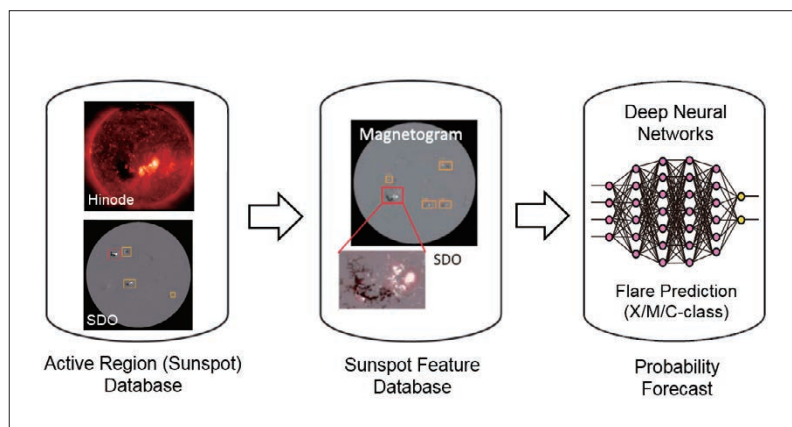 Hinode
SDO
Active Region (Sunspot)
Database
Magnetogram
SDO
Sunspot Feature
Database
Deep Neural
Networks
Flare Prediction
(X/M/C-class)
Probability
Forecast